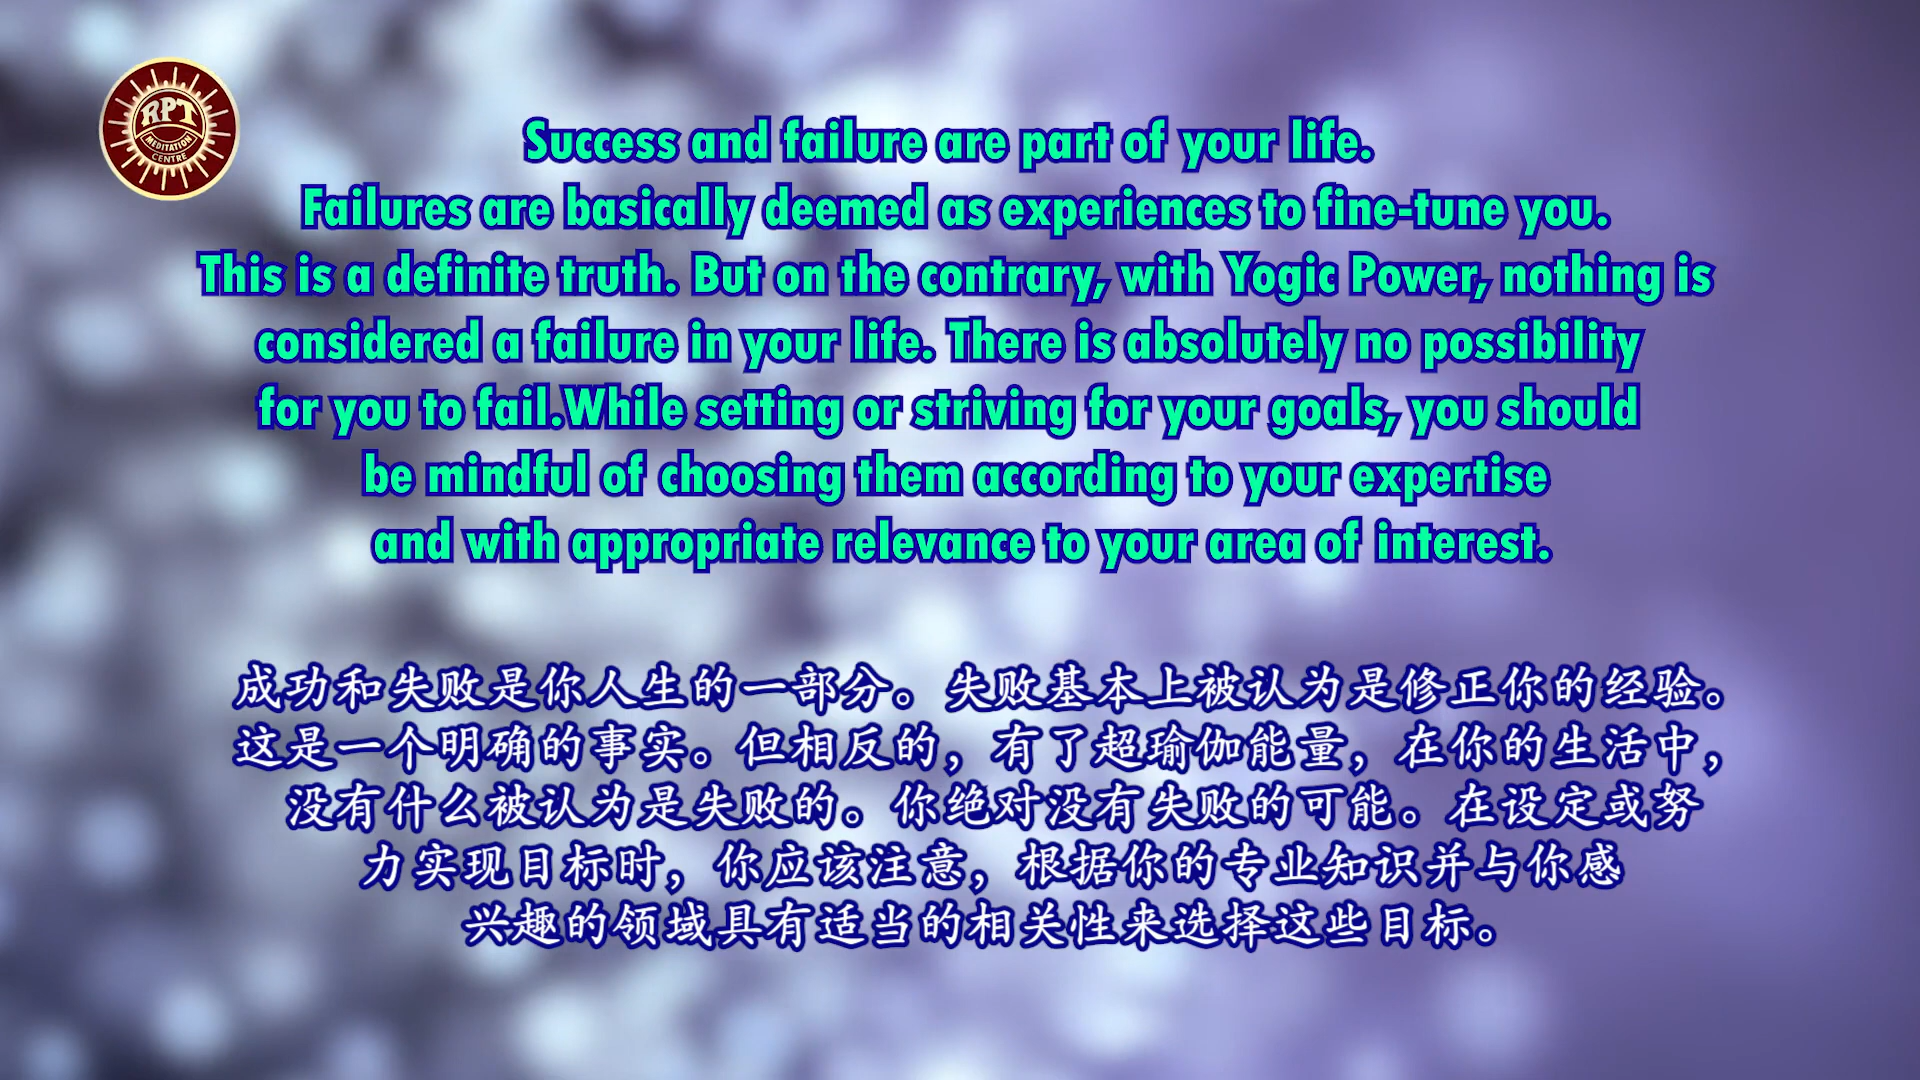 RPT
MEDITATION
CENTRE
Success and failure are part of your life.
Failures are basically deemed as experiences to fine-tune you.
This is a definite truth. But on the contrary, with Yogic Power, nothing is
considered a failure in your life. There is absolutely no possibility
for you to fail.While setting or striving for your goals, you should
be mindful of choosing them according to your expertise
and with appropriate relevance to your area of interest.
成功和失败是你人生的一部分。失败基本上被认为是修正你的经验。
这是一个明确的事实。但相反的，有了超瑜伽能量，在你的生活中，
没有什么被认为是失败的。你绝对没有失败的可能。在设定或努
力实现目标时，你应该注意，根据你的专业知识并与你感
兴趣的领域具有适当的相关性来选择这些目标。